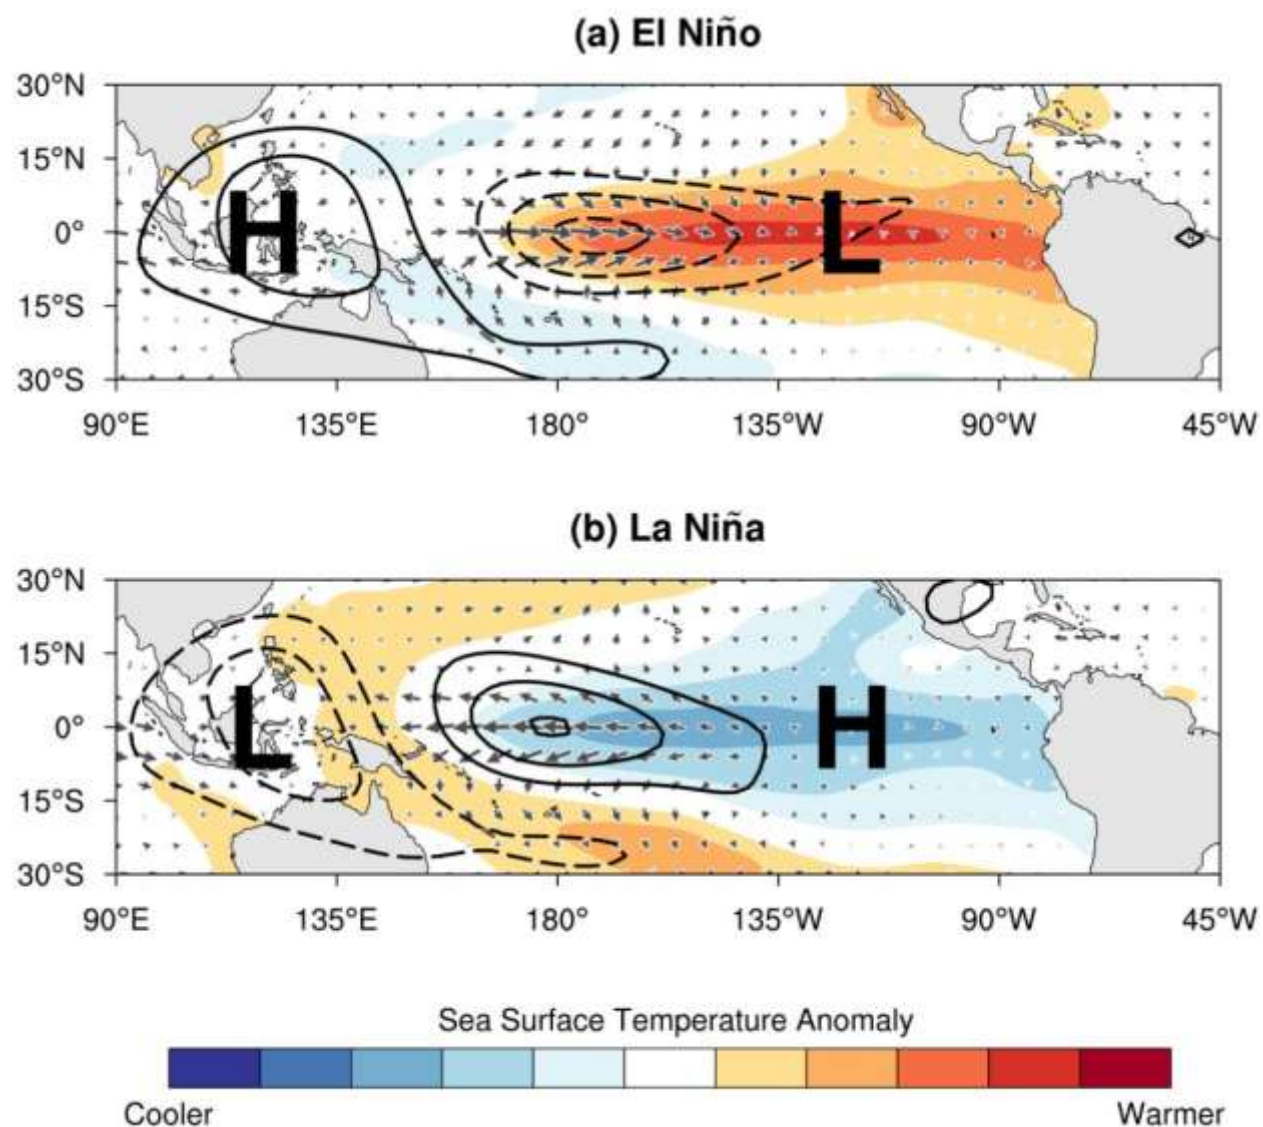 (a) El Niño
30°N
15°N
0°
15°S
30°S
H
L
90°E 135°E 180° 135°W 90°W 45°W
(b) La Niña
30°N
15°N
0°
15°S
30°S
L
H
90°E 135°E 180° 135°W 90°W 45°W
Sea Surface Temperature Anomaly
Cooler Warmer